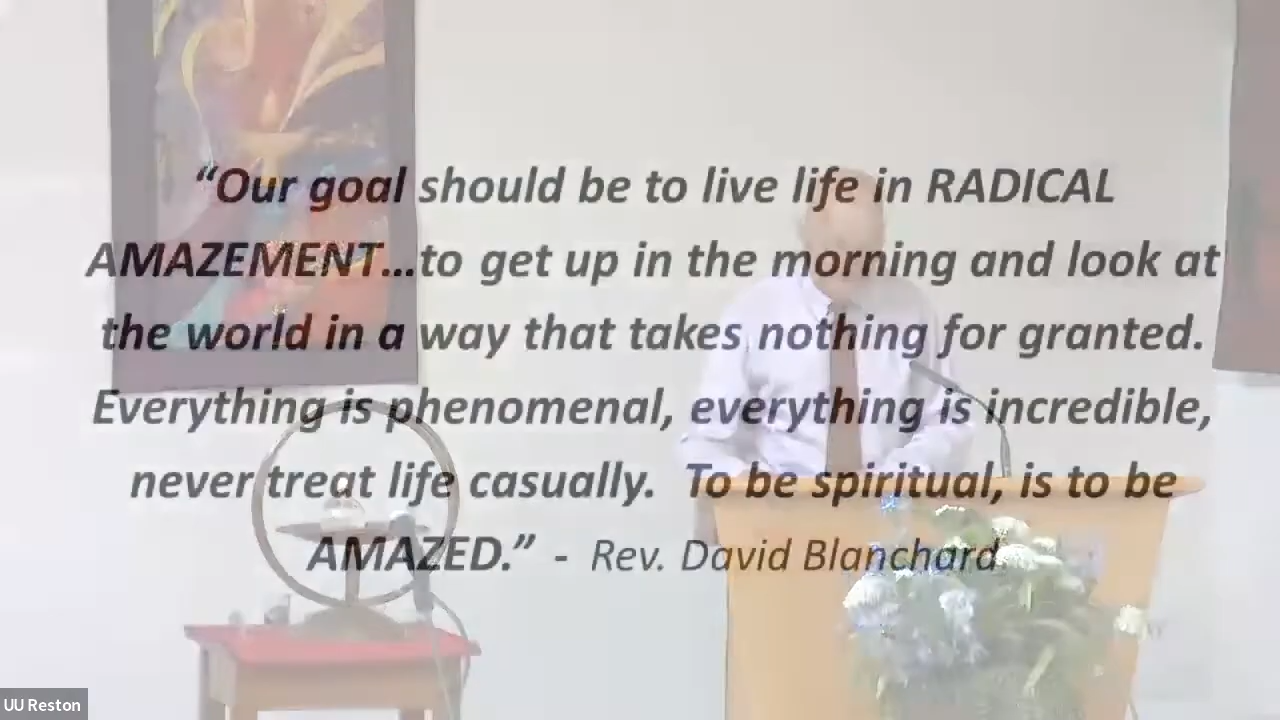 “Our goal should be to live life in RADICAL
AMAZEMENT...to get up in the morning and look at
the world in a way that takes nothing for granted.
Everything is phenomenal, everything is incredible,
never treat life casually.  To be spiritual, is to be
AMAZED.” -  Rev. David Blanchard
UU Reston